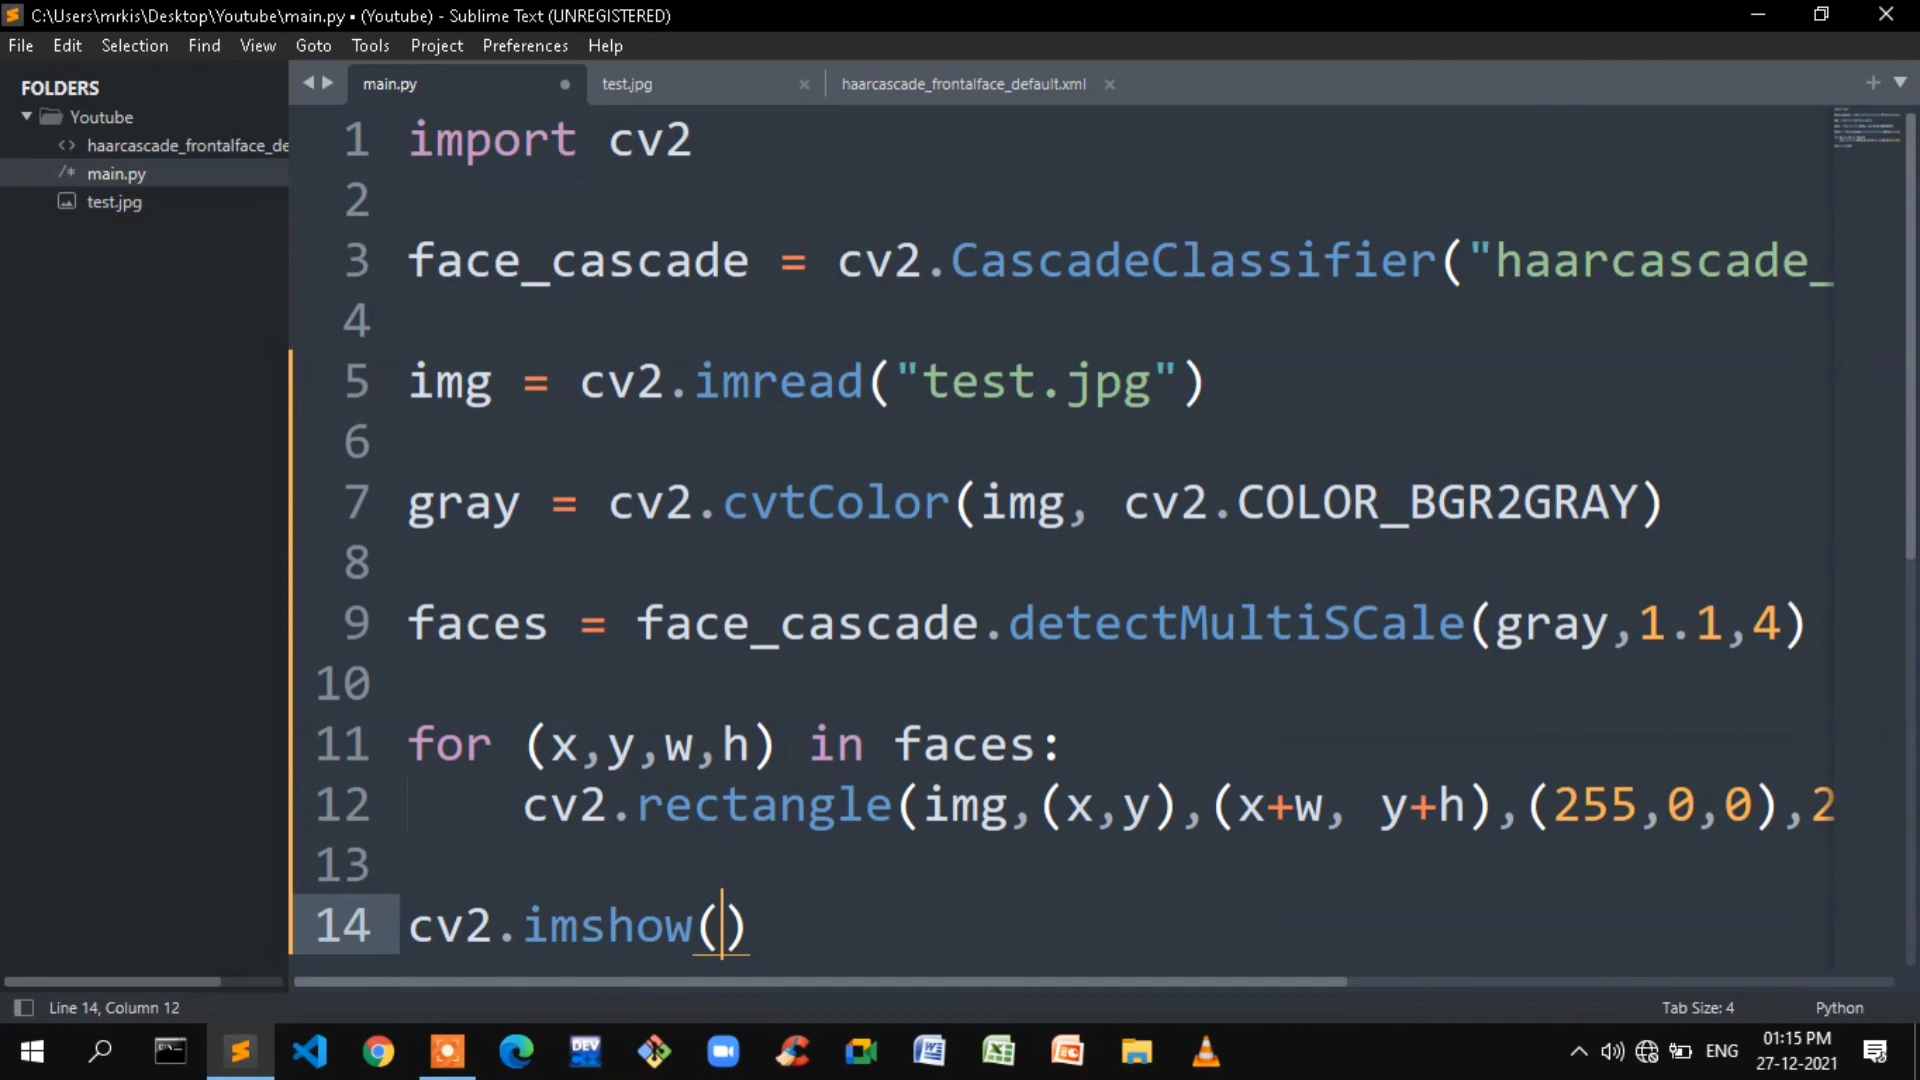 C:\Users\mrkis\Desktop\Youtube\main.py • (Youtube) - Sublime Text (UNREGISTERED)
File Edit Selection Find View Goto Tools Project Preferences Help
FOLDERS
Youtube
haarcascade_frontalface_de
main.py
test.jpg
main.py test.jpg haarcascade_frontalface_default.xml
1 import cv2
2
3 face_cascade = cv2.CascadeClassifier("haarcascade_
4
5 img = cv2.imread("test.jpg")
6
7 gray = cv2.cvtColor(img, cv2.COLOR_BGR2GRAY)
8
9 faces = face_cascade.detectMultiSCale(gray,1.1,4)
10
11 for (x,y,w,h) in faces:
12 cv2.rectangle(img,(x,y),(x+w, y+h),(255,0,0),2
13
14 cv2.imshow()
Line 14, Column 12 Tab Size: 4 Python
DEV
ENG
01:15 PM
27-12-2021